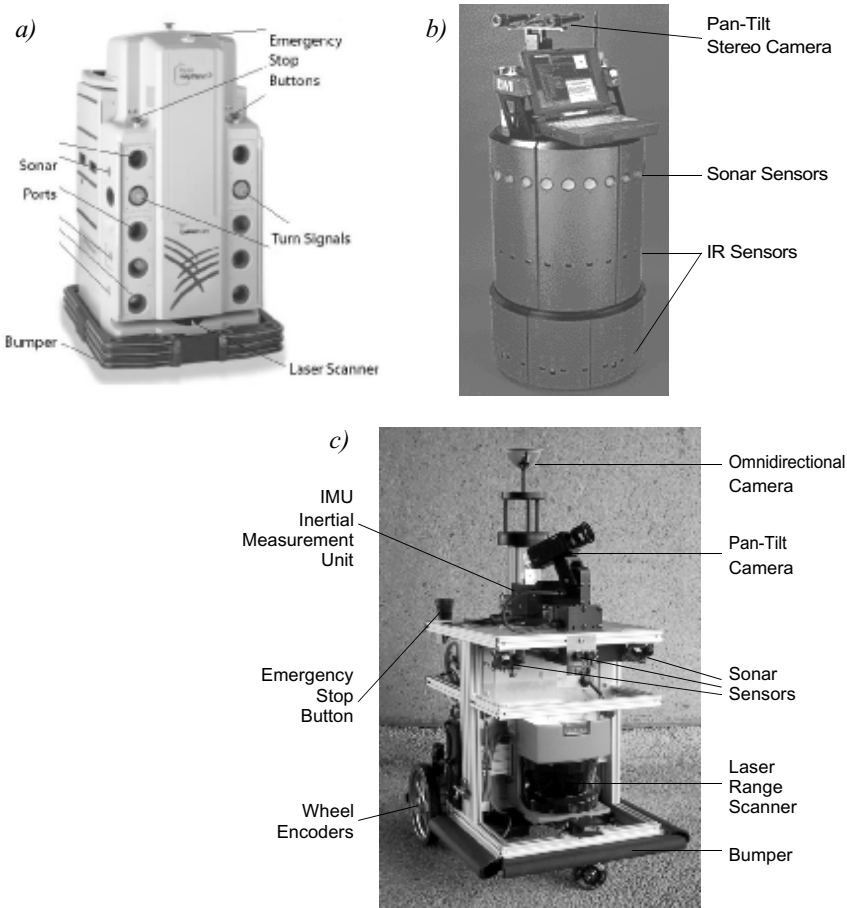 a)
Emergency
Stop
Buttons
Sonar
Ports
Turn Signals
Bumper
Laser Scanner
b)
Pan-Tilt
Stereo Camera
Sonar Sensors
IR Sensors
c)
IMU
Inertial
Measurement
Unit
Emergency
Stop
Button
Wheel
Encoders
Omnidirectional
Camera
Pan-Tilt
Camera
Sonar
Sensors
Laser
Range
Scanner
Bumper